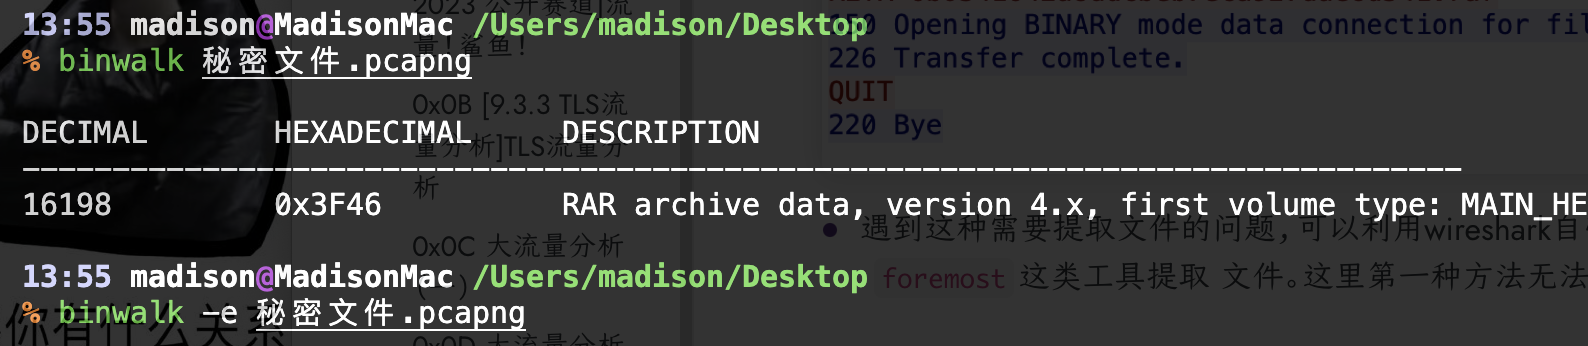 13:55 madison@MadisonMac /Users/madison/Desktop
% binwalk 秘密文件.pcapng
DECIMAL HEXADECIMAL DESCRIPTION
--------------------------------------------------------------------------------
16198 0x3F46 RAR archive data, version 4.x, first volume type: MAIN_HE
13:55 madison@MadisonMac /Users/madison/Desktop
% binwalk -e 秘密文件.pcapng
2023 公开赛道|流
量！鲨鱼！
0x0B [9.3.3 TLS流
量分析]TLS流量分
析
0x0C 大流量分析
0x0D 大流量分析
你有什么关系
150 Opening BINARY mode data connection for fil
226 Transfer complete.
QUIT
220 Bye
遇到这种需要提取文件的问题，可以利用wireshark自
foremost 这类工具提取 文件。这里第一种方法无法